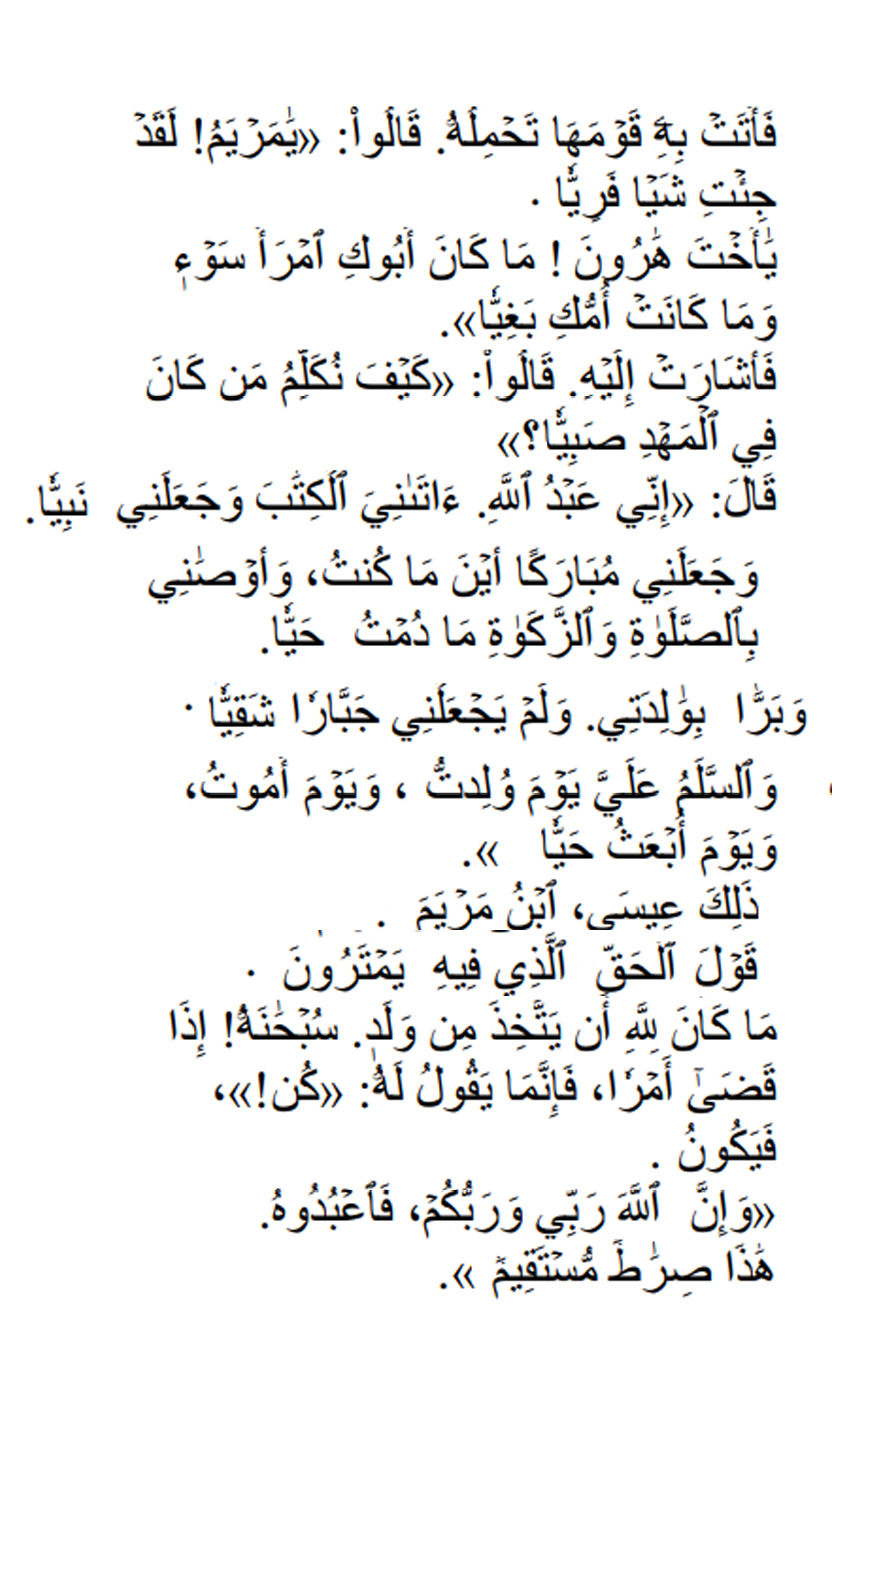 فَأَتَتۡ بِهِۦ قَوۡمَهَا تَحۡمِلُهُۥ. قَالُواْ: «يَٰمَرۡيَمُ! لَقَدۡ
جِئۡتِ شَيۡـٔٗا فَرِيّٗا .
يَٰٓأُخۡتَ هَٰرُونَ ! مَا كَانَ أَبُوكِ ٱمۡرَأَ سَوۡءٖ
وَمَا كَانَتۡ أُمُّكِ بَغِيّٗا».
فَأَشَارَتۡ إِلَيۡهِ. قَالُواْ: «كَيۡفَ نُكَلِّمُ مَن كَانَ
فِي ٱلۡمَهۡدِ صَبِيّٗا؟»
قَالَ: «إِنِّي عَبۡدُ ٱللَّهِ. ءَاتَىٰنِيَ ٱلۡكِتَٰبَ وَجَعَلَنِي نَبِيّٗا.
وَجَعَلَنِي مُبَارَكًا أَيۡنَ مَا كُنتُ، وَأَوۡصَٰنِي
بِٱلصَّلَوٰةِ وَٱلزَّكَوٰةِ مَا دُمۡتُ حَيّٗا.
وَبَرَّۢا بِوَٰلِدَتِي. وَلَمۡ يَجۡعَلۡنِي جَبَّارٗا شَقِيّٗا .
وَٱلسَّلَٰمُ عَلَيَّ يَوۡمَ وُلِدتُّ ، وَيَوۡمَ أَمُوتُ،
وَيَوۡمَ أُبۡعَثُ حَيّٗا ».
ذَٰلِكَ عِيسَى، ٱبۡنُ مَرۡيَمَ .
قَوۡلَ ٱلۡحَقِّ ٱلَّذِي فِيهِ يَمۡتَرُونَ .
مَا كَانَ لِلَّهِ أَن يَتَّخِذَ مِن وَلَدٖ. سُبۡحَٰنَهُۥٓ! إِذَا
قَضَىٰٓ أَمۡرٗا، فَإِنَّمَا يَقُولُ لَهُۥ: «كُن!»،
فَيَكُونُ .
«وَإِنَّ ٱللَّهَ رَبِّي وَرَبُّكُمۡ، فَٱعۡبُدُوهُ.
هَٰذَا صِرَٰطٞ مُّسۡتَقِيمٞ ».